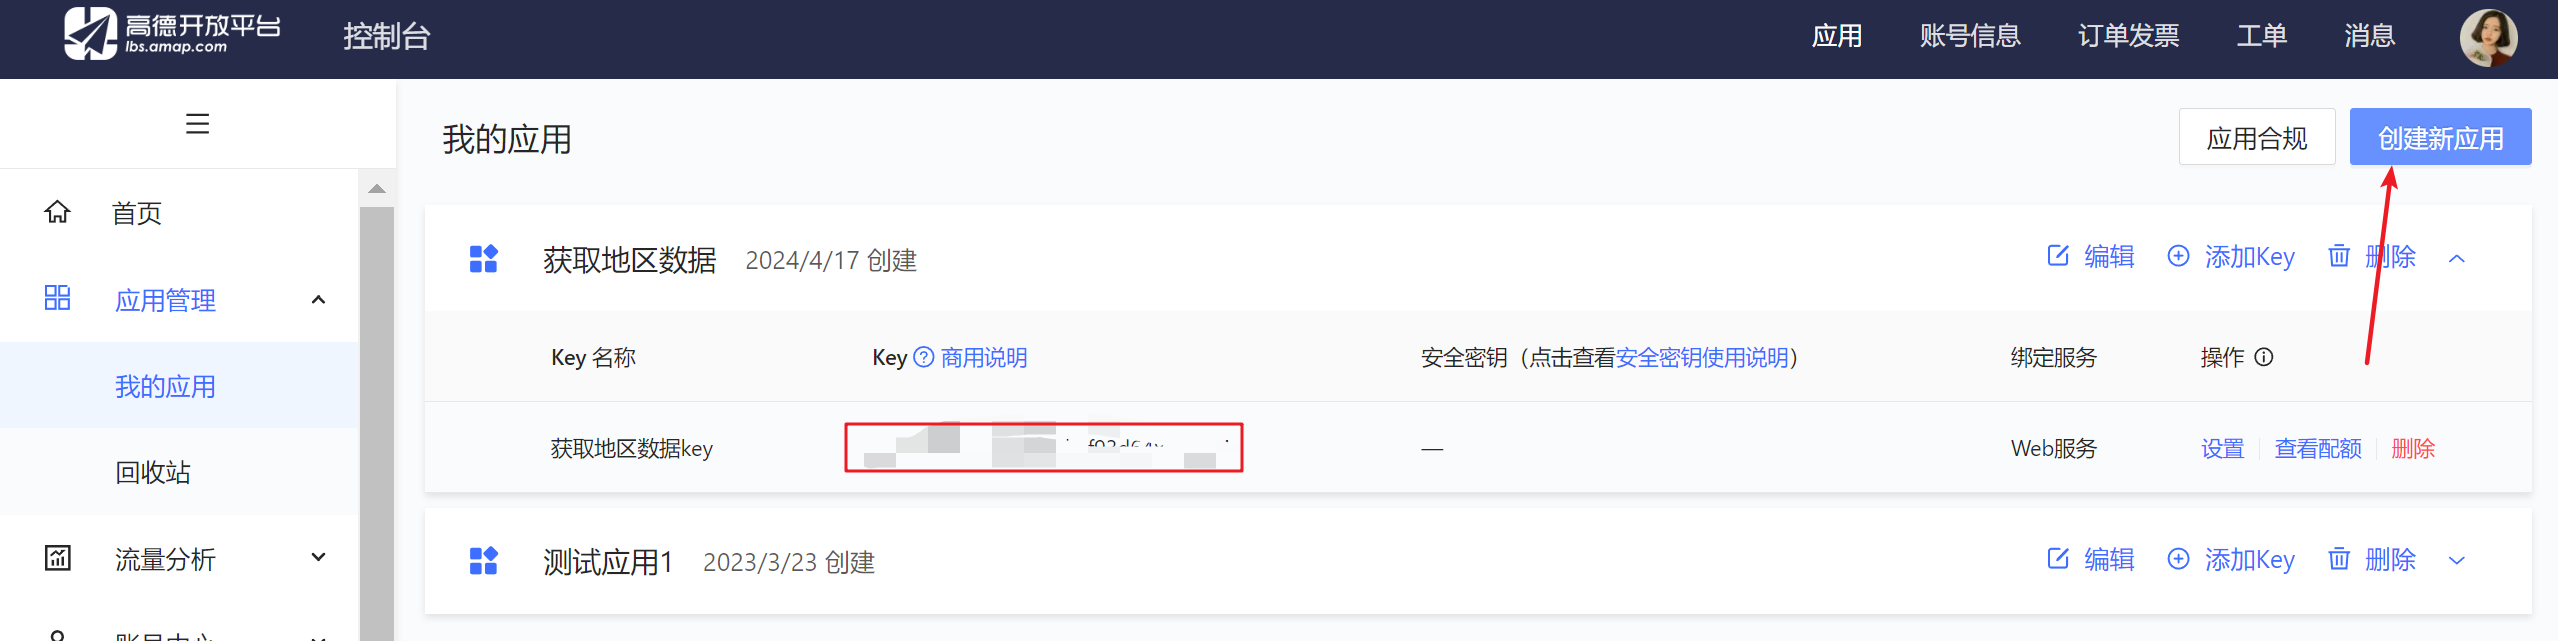 高德开放平台
lbs.amap.com
控制台
应用 账号信息 订单发票 工单 消息
我的应用
应用合规 创建新应用
首页
应用管理
我的应用
回收站
流量分析
获取地区数据 2024/4/17 创建
编辑 添加Key 删除
Key 名称 Key 商用说明 安全密钥（点击查看安全密钥使用说明） 绑定服务 操作
获取地区数据key — Web服务 设置 查看配额 删除
测试应用1 2023/3/23 创建
编辑 添加Key 删除